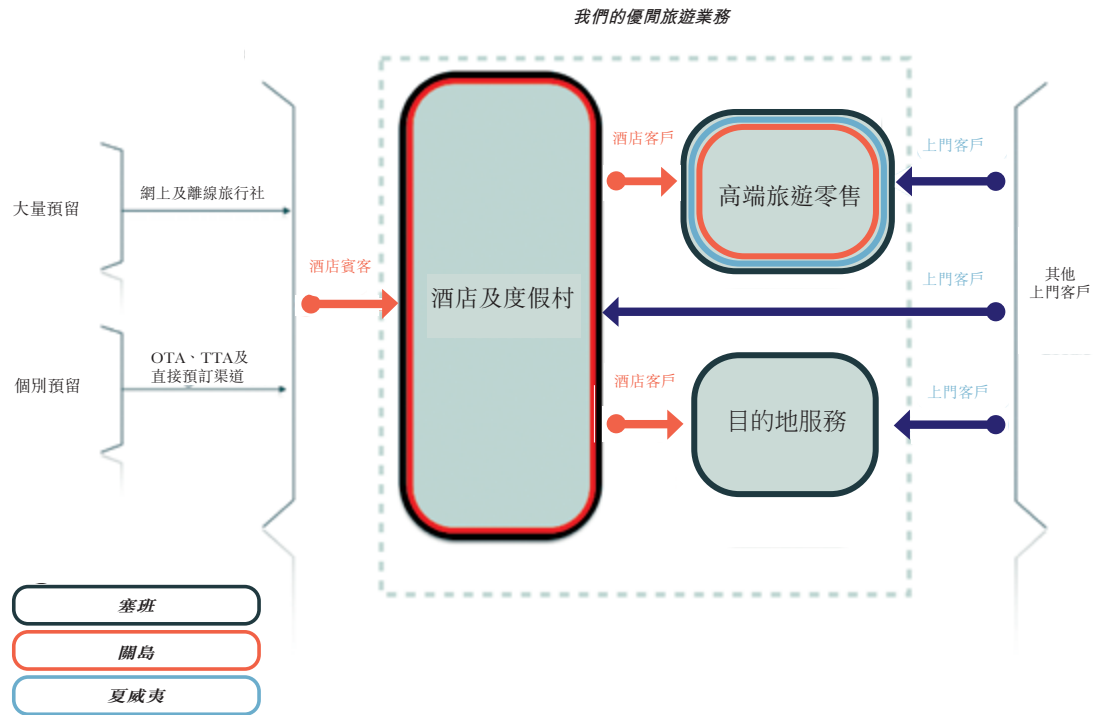 我們的優閒旅遊業務
大量預留
網上及離線旅行社
個別預留
OTA、TTA及
直接預訂渠道
酒店賓客
酒店及度假村
酒店客戶
高端旅遊零售
上門客戶
上門客戶
酒店客戶
目的地服務
上門客戶
其他
上門客戶
塞班
關島
夏威夷